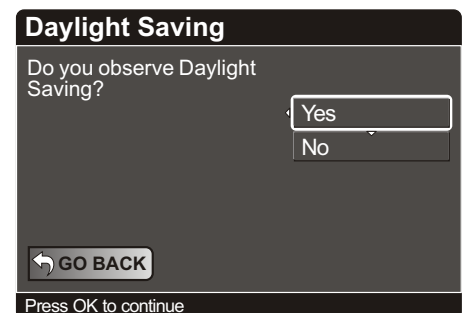 Daylight Saving
Do you observe Daylight
Saving?
Yes
No
GO BACK
Press OK to continue